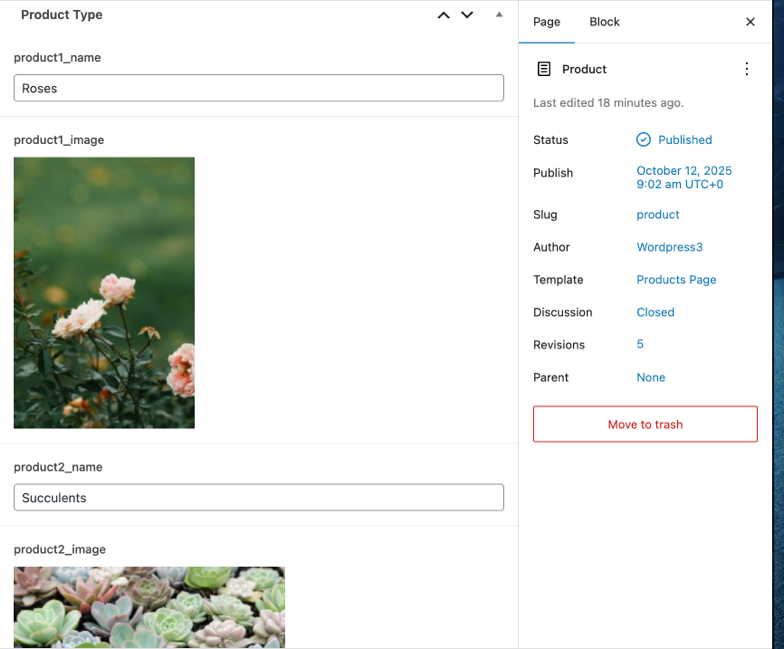 Product Type
product1_name
Roses
product1_image
product2_name
Succulents
product2_image
Page
Block
Product
Last edited 18 minutes ago.
Status
Published
Publish
October 12, 2025
9:02 am UTC+0
Slug
product
Author
Wordpress3
Template
Products Page
Discussion
Closed
Revisions
5
Parent
None
Move to trash